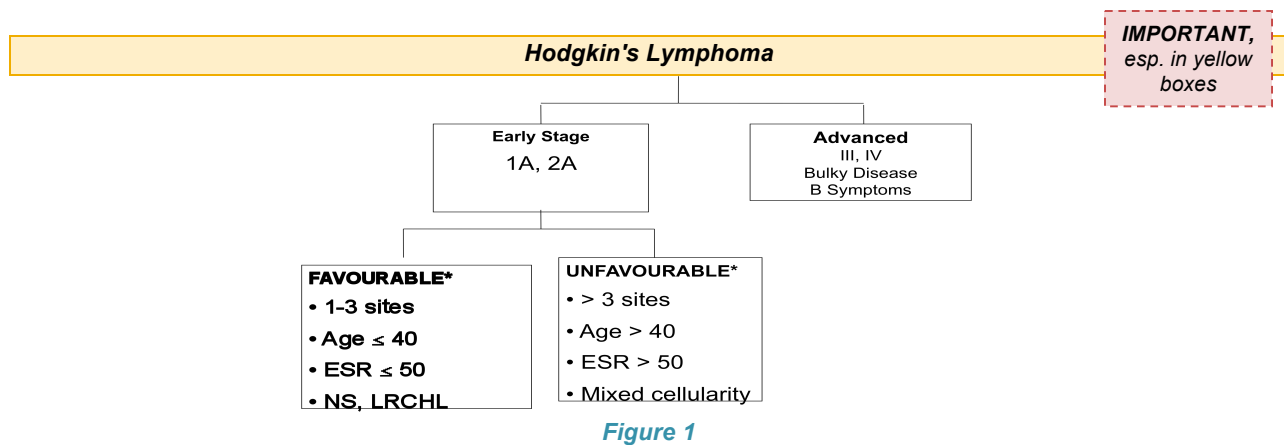 Hodgkin's Lymphoma
IMPORTANT,
esp. in yellow
boxes
Early Stage
1A, 2A
Advanced
III, IV
Bulky Disease
B Symptoms
FAVOURABLE*
• 1-3 sites
• Age ≤ 40
• ESR ≤ 50
• NS, LRCHL
UNFAVOURABLE*
• > 3 sites
• Age > 40
• ESR > 50
• Mixed cellularity
Figure 1